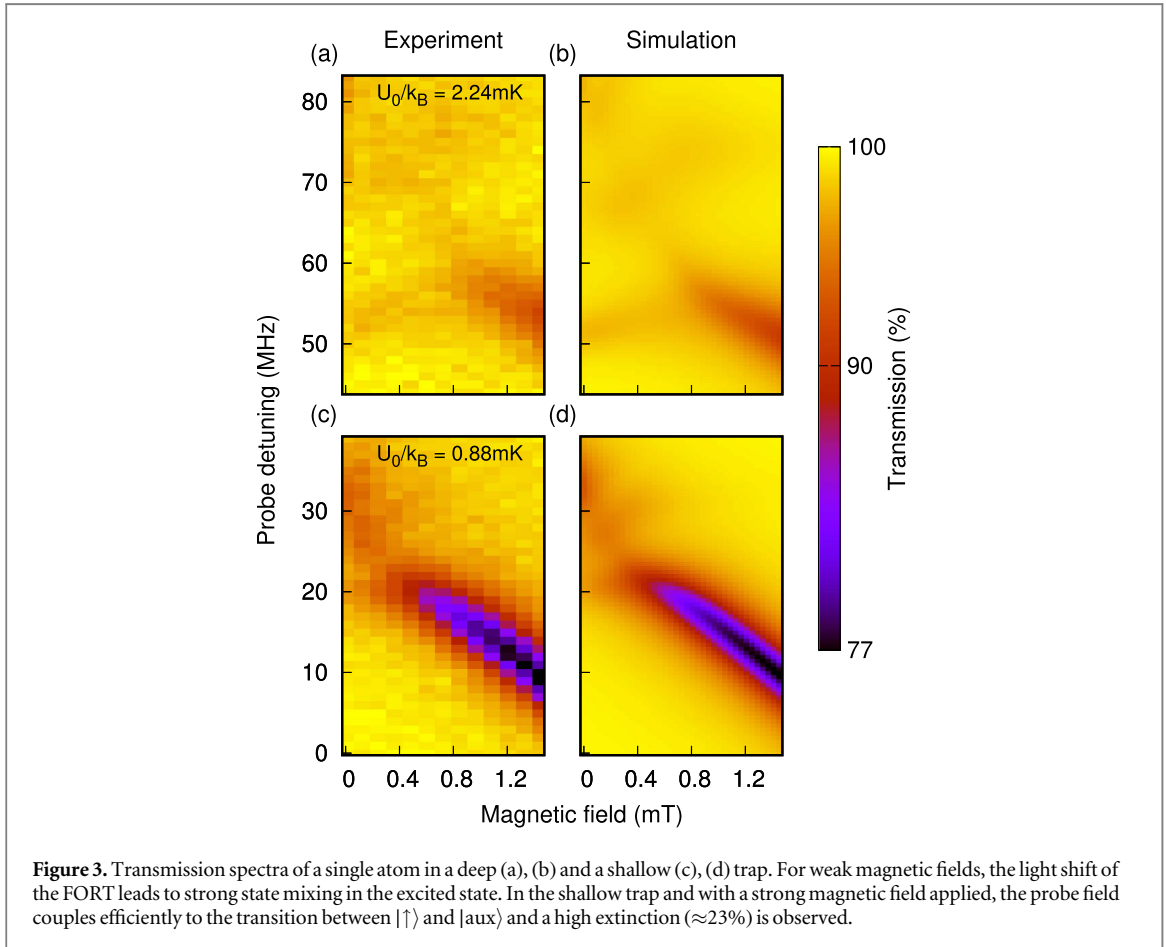 Experiment
Simulation
(a)
(b)
U₀/k_B = 2.24mK
80
70
60
50
(c)
(d)
U₀/k_B = 0.88mK
30
20
10
0
Probe detuning (MHz)
0 0.4 0.8 1.2
0 0.4 0.8 1.2
Magnetic field (mT)
100
90
77
Transmission (%)
Figure 3. Transmission spectra of a single atom in a deep (a), (b) and a shallow (c), (d) trap. For weak magnetic fields, the light shift of
the FORT leads to strong state mixing in the excited state. In the shallow trap and with a strong magnetic field applied, the probe field
couples efficiently to the transition between |↑⟩ and |aux⟩ and a high extinction (≈23%) is observed.